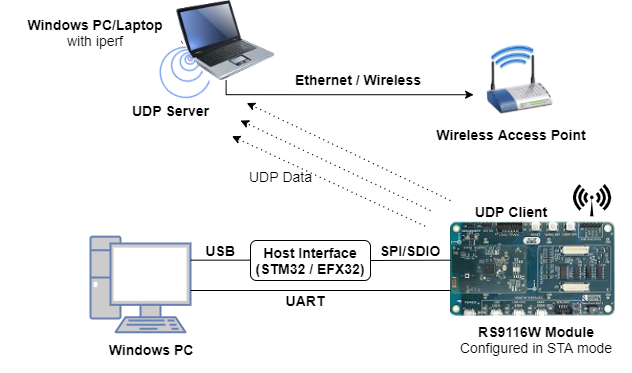 Windows PC/Laptop
with iperf
UDP Server
Ethernet / Wireless
Wireless Access Point
UDP Data
UDP Client
USB
Host Interface
(STM32 / EFX32)
SPI/SDIO
UART
Windows PC
RS9116W Module
Configured in STA mode